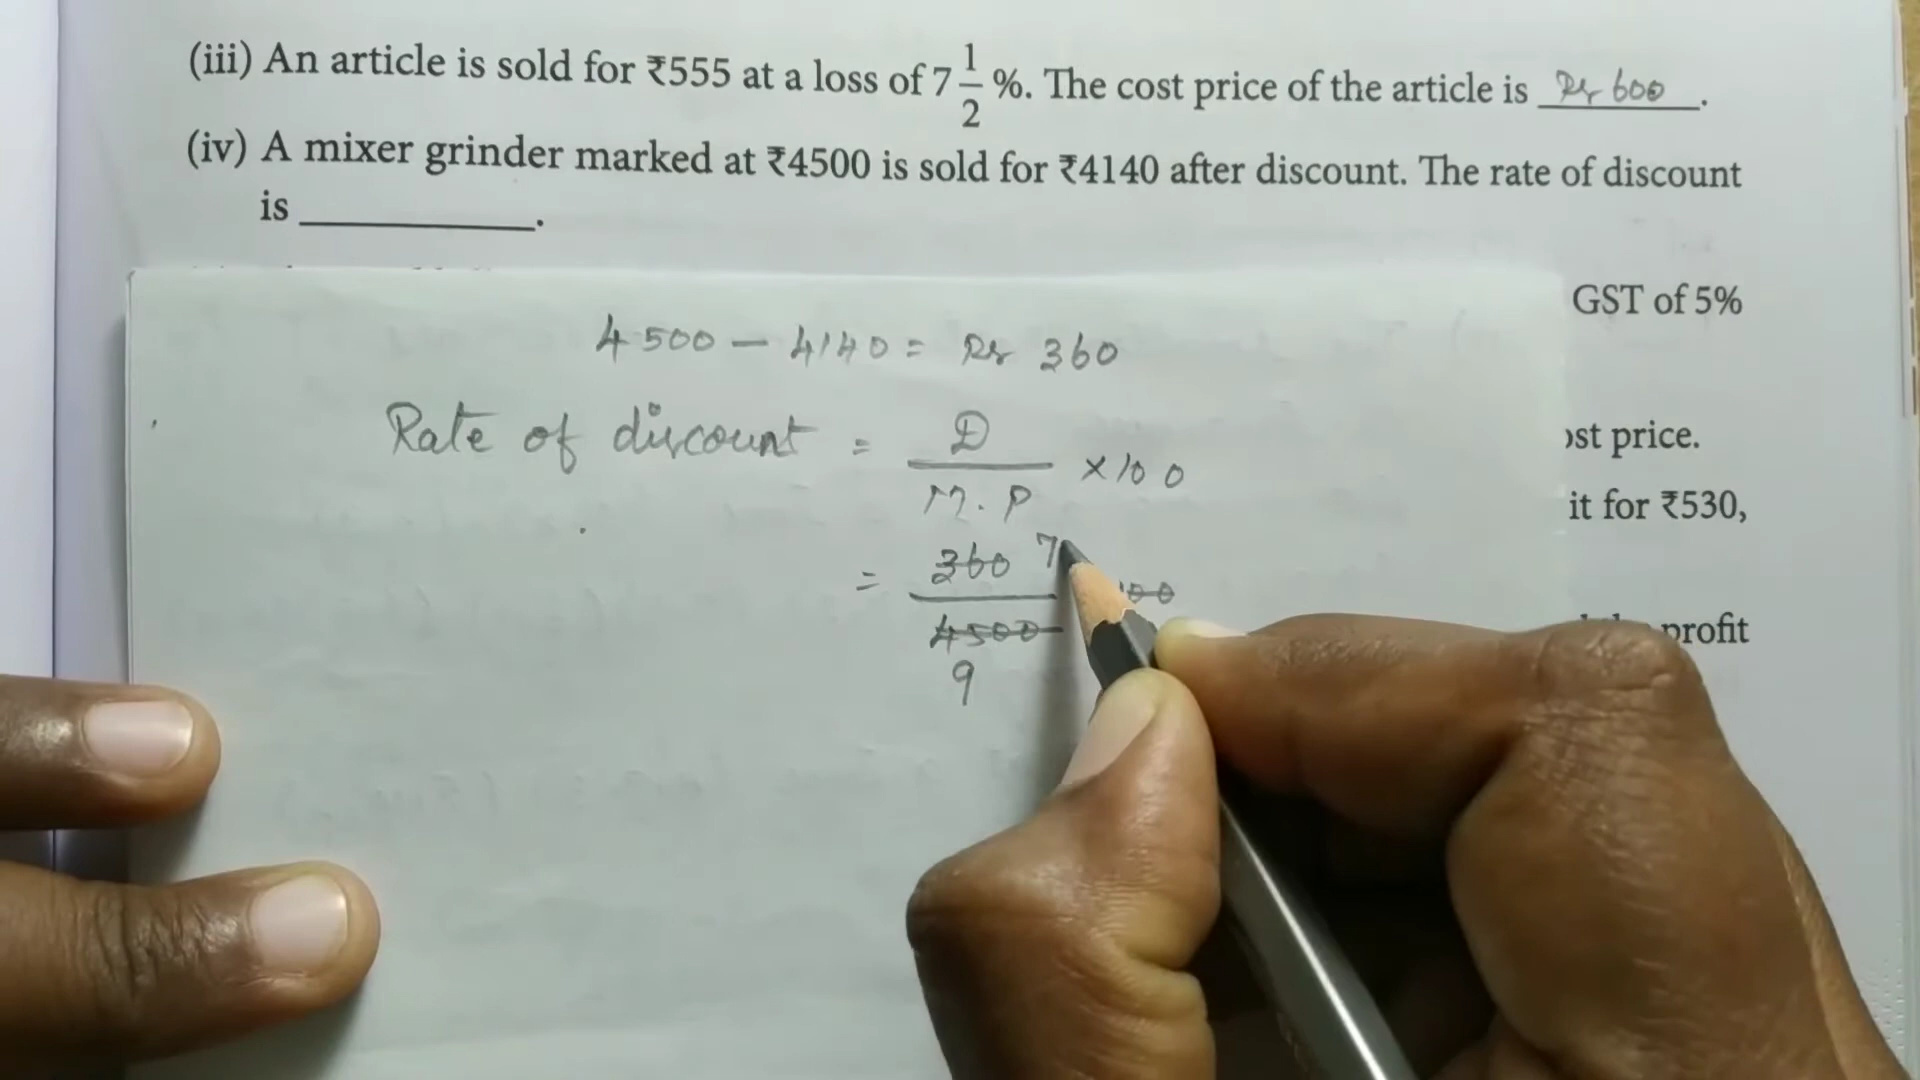 (iii) An article is sold for ₹555 at a loss of 7 1/2 %. The cost price of the article is Rs 600.
(iv) A mixer grinder marked at ₹4500 is sold for ₹4140 after discount. The rate of discount
is ____________.
GST of 5%
4500 – 4140 = Rs 360
Rate of discount = D / M.P × 100
ost price.
it for ₹530,
= 360 7 / 4500 100
profit
9